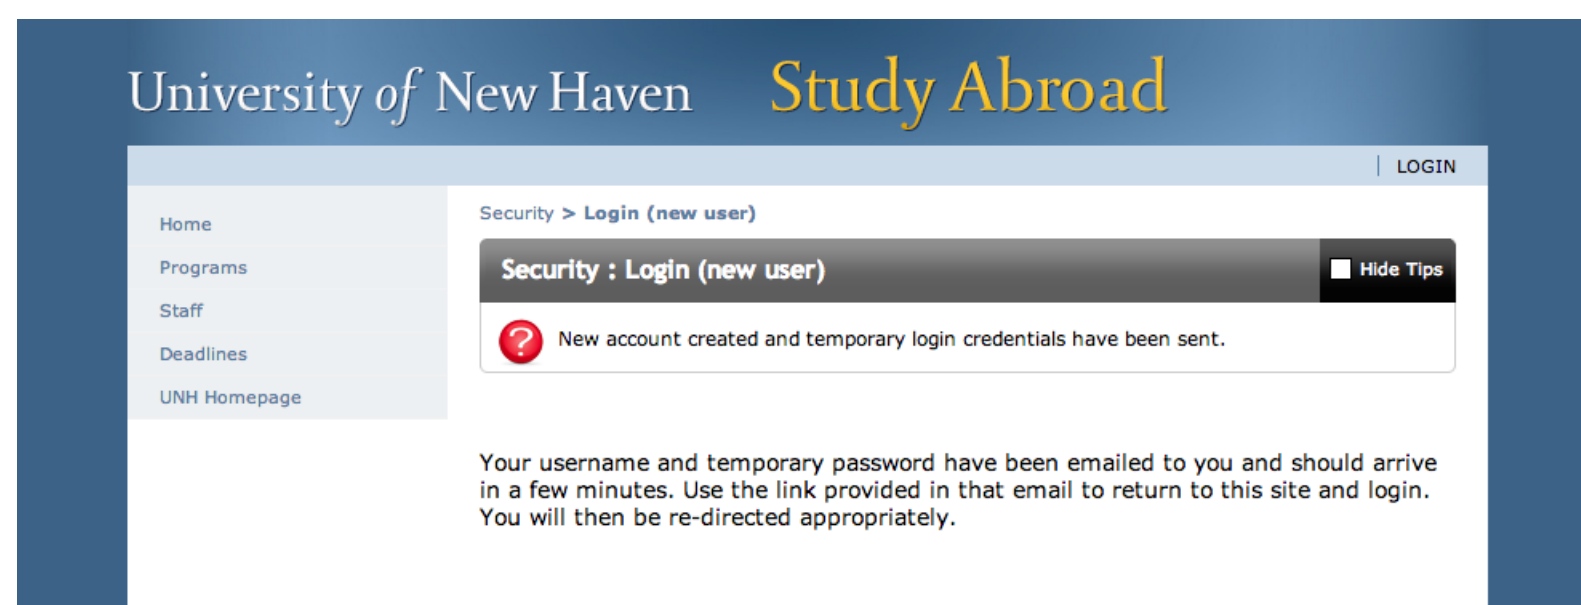 University of New Haven Study Abroad
LOGIN
Home
Programs
Staff
Deadlines
UNH Homepage
Security > Login (new user)
Security : Login (new user)
Hide Tips
New account created and temporary login credentials have been sent.
Your username and temporary password have been emailed to you and should arrive
in a few minutes. Use the link provided in that email to return to this site and login.
You will then be re-directed appropriately.